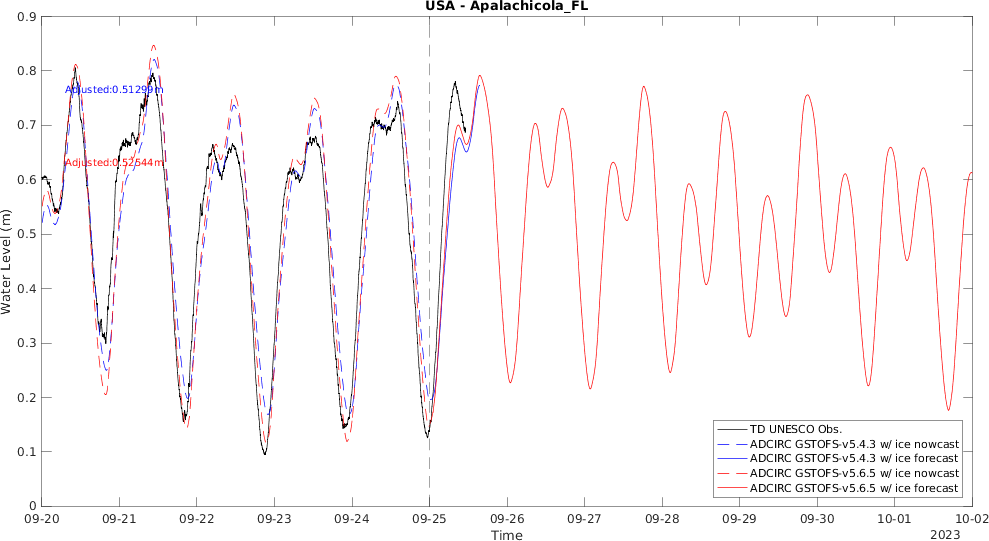 USA - Apalachicola_FL
0.9
0.8
0.7
0.6
0.5
0.4
0.3
0.2
0.1
0
Water Level (m)
Adjusted:0.51299m
Adjusted:0.52544m
TD UNESCO Obs.
ADCIRC GSTOFS-v5.4.3 w/ ice nowcast
ADCIRC GSTOFS-v5.4.3 w/ ice forecast
ADCIRC GSTOFS-v5.6.5 w/ ice nowcast
ADCIRC GSTOFS-v5.6.5 w/ ice forecast
09-20 09-21 09-22 09-23 09-24 09-25 09-26 09-27 09-28 09-29 09-30 10-01 10-02
Time
2023